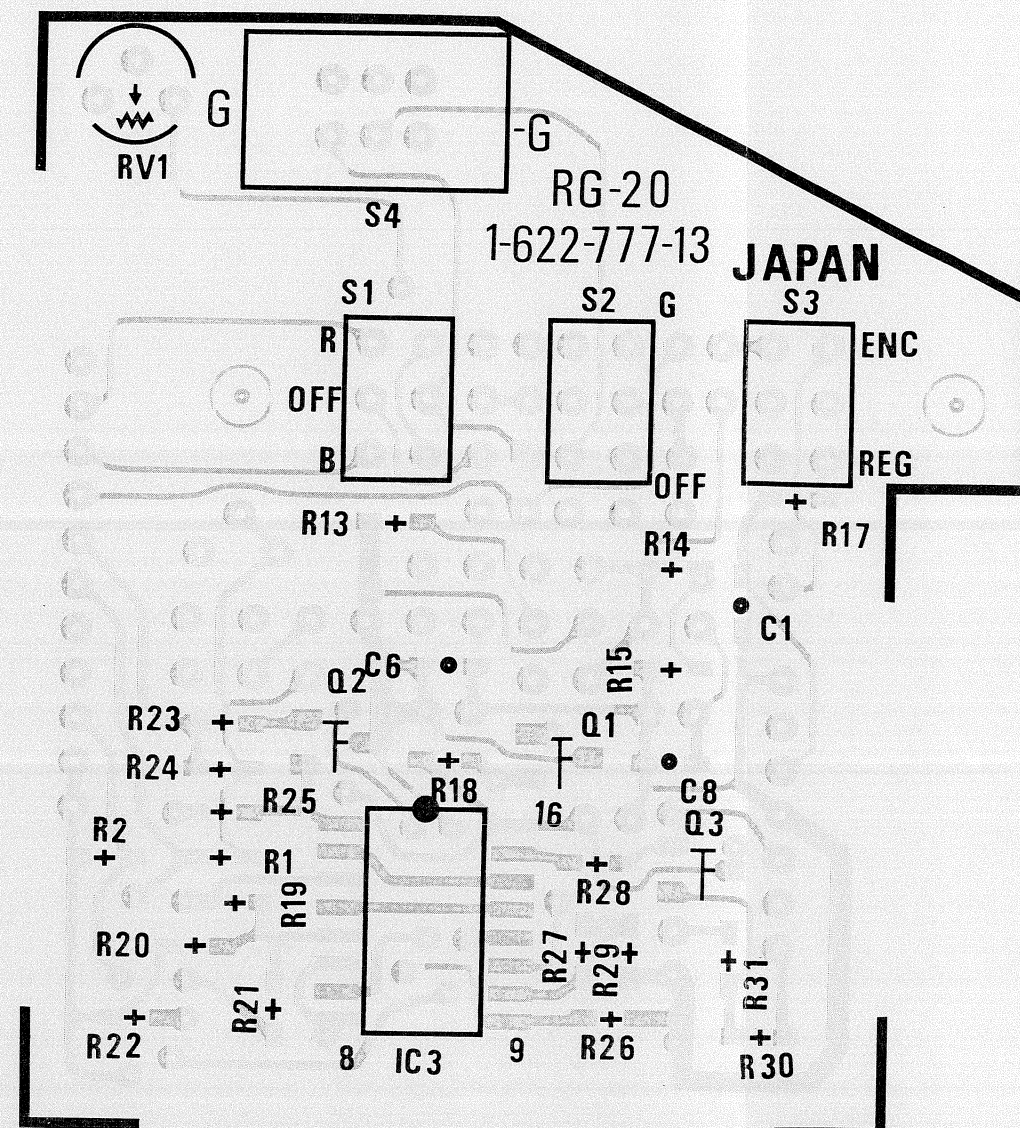 G
-G
RV1
RG-20
S4
1-622-777-13
JAPAN
S1
S2
G
S3
R
ENC
OFF
B
REG
OFF
R13
R17
R14
C1
C6
R15
Q2
R23
Q1
R24
R18
R25
C8
16
R2
Q3
R1
R28
R19
R20
R27
R29
R31
R21
R22
8
IC3
9
R26
R30